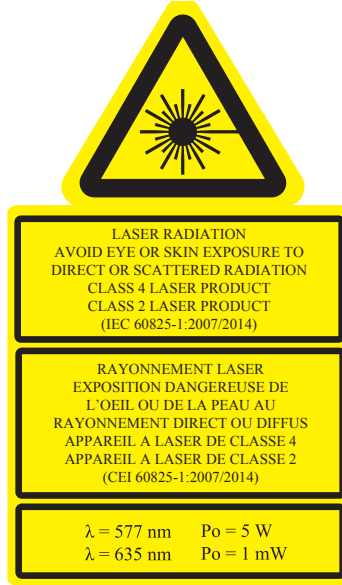 LASER RADIATION
AVOID EYE OR SKIN EXPOSURE TO
DIRECT OR SCATTERED RADIATION
CLASS 4 LASER PRODUCT
CLASS 2 LASER PRODUCT
(IEC 60825-1:2007/2014)
RAYONNEMENT LASER
EXPOSITION DANGEREUSE DE
L'OEIL OU DE LA PEAU AU
RAYONNEMENT DIRECT OU DIFFUS
APPAREIL A LASER DE CLASSE 4
APPAREIL A LASER DE CLASSE 2
(CEI 60825-1:2007/2014)
λ = 577 nm Po = 5 W
λ = 635 nm Po = 1 mW